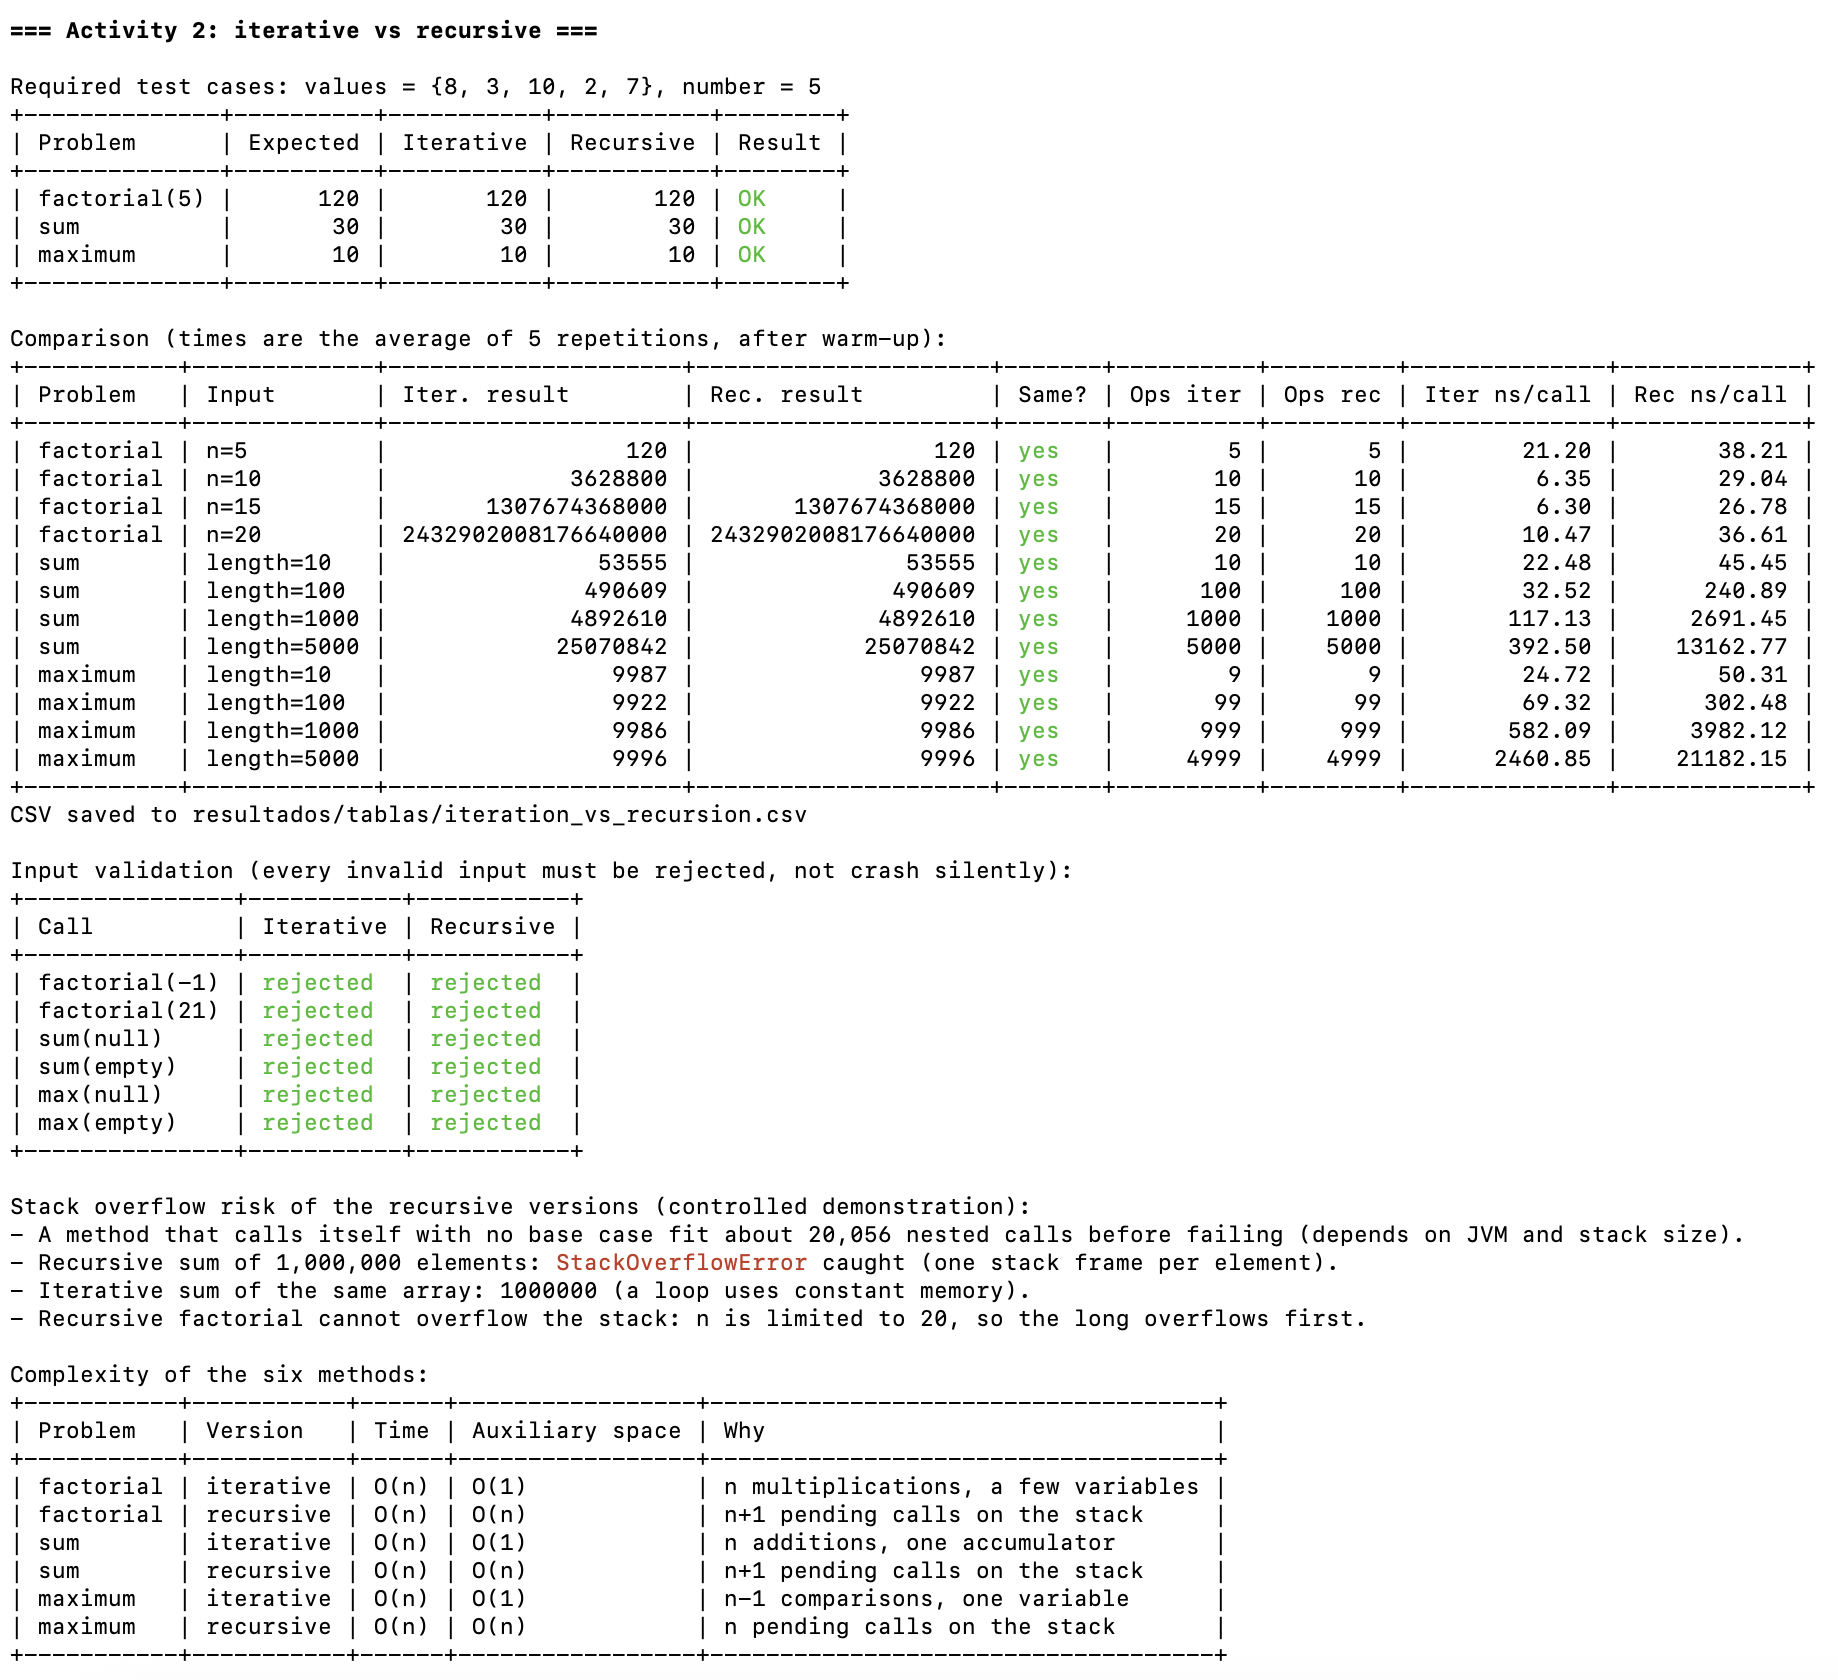 === Activity 2: iterative vs recursive ===
Required test cases: values = {8, 3, 10, 2, 7}, number = 5
+--------------+----------+-----------+-----------+--------+
| Problem      | Expected | Iterative | Recursive | Result |
+--------------+----------+-----------+-----------+--------+
| factorial(5) |      120 |       120 |       120 | OK     |
| sum          |       30 |        30 |        30 | OK     |
| maximum      |       10 |        10 |        10 | OK     |
+--------------+----------+-----------+-----------+--------+
Comparison (times are the average of 5 repetitions, after warm-up):
+-----------+-------------+---------------------+---------------------+-------+----------+---------+--------------+-------------+
| Problem   | Input       | Iter. result        | Rec. result         | Same? | Ops iter | Ops rec | Iter ns/call | Rec ns/call |
+-----------+-------------+---------------------+---------------------+-------+----------+---------+--------------+-------------+
| factorial | n=5         |                 120 |                 120 | yes   |        5 |       5 |        21.20 |       38.21 |
| factorial | n=10        |             3628800 |             3628800 | yes   |       10 |      10 |         6.35 |       29.04 |
| factorial | n=15        |       1307674368000 |       1307674368000 | yes   |       15 |      15 |         6.30 |       26.78 |
| factorial | n=20        | 2432902008176640000 | 2432902008176640000 | yes   |       20 |      20 |        10.47 |       36.61 |
| sum       | length=10   |               53555 |               53555 | yes   |       10 |      10 |        22.48 |       45.45 |
| sum       | length=100  |              490609 |              490609 | yes   |      100 |     100 |        32.52 |      240.89 |
| sum       | length=1000 |             4892610 |             4892610 | yes   |     1000 |    1000 |       117.13 |     2691.45 |
| sum       | length=5000 |            25070842 |            25070842 | yes   |     5000 |    5000 |       392.50 |    13162.77 |
| maximum   | length=10   |                9987 |                9987 | yes   |        9 |       9 |        24.72 |       50.31 |
| maximum   | length=100  |                9922 |                9922 | yes   |       99 |      99 |        69.32 |      302.48 |
| maximum   | length=1000 |                9986 |                9986 | yes   |      999 |     999 |       582.09 |     3982.12 |
| maximum   | length=5000 |                9996 |                9996 | yes   |     4999 |    4999 |      2460.85 |    21182.15 |
+-----------+-------------+---------------------+---------------------+-------+----------+---------+--------------+-------------+
CSV saved to resultados/tablas/iteration_vs_recursion.csv
Input validation (every invalid input must be rejected, not crash silently):
+---------------+-----------+-----------+
| Call          | Iterative | Recursive |
+---------------+-----------+-----------+
| factorial(-1) | rejected  | rejected  |
| factorial(21) | rejected  | rejected  |
| sum(null)     | rejected  | rejected  |
| sum(empty)    | rejected  | rejected  |
| max(null)     | rejected  | rejected  |
| max(empty)    | rejected  | rejected  |
+---------------+-----------+-----------+
Stack overflow risk of the recursive versions (controlled demonstration):
- A method that calls itself with no base case fit about 20,056 nested calls before failing (depends on JVM and stack size).
- Recursive sum of 1,000,000 elements: StackOverflowError caught (one stack frame per element).
- Iterative sum of the same array: 1000000 (a loop uses constant memory).
- Recursive factorial cannot overflow the stack: n is limited to 20, so the long overflows first.
Complexity of the six methods:
+-----------+-----------+------+-----------------+------------------------------------+
| Problem   | Version   | Time | Auxiliary space | Why                                |
+-----------+-----------+------+-----------------+------------------------------------+
| factorial | iterative | O(n) | O(1)            | n multiplications, a few variables |
| factorial | recursive | O(n) | O(n)            | n+1 pending calls on the stack     |
| sum       | iterative | O(n) | O(1)            | n additions, one accumulator       |
| sum       | recursive | O(n) | O(n)            | n+1 pending calls on the stack     |
| maximum   | iterative | O(n) | O(1)            | n-1 comparisons, one variable      |
| maximum   | recursive | O(n) | O(n)            | n pending calls on the stack       |
+-----------+-----------+------+-----------------+------------------------------------+